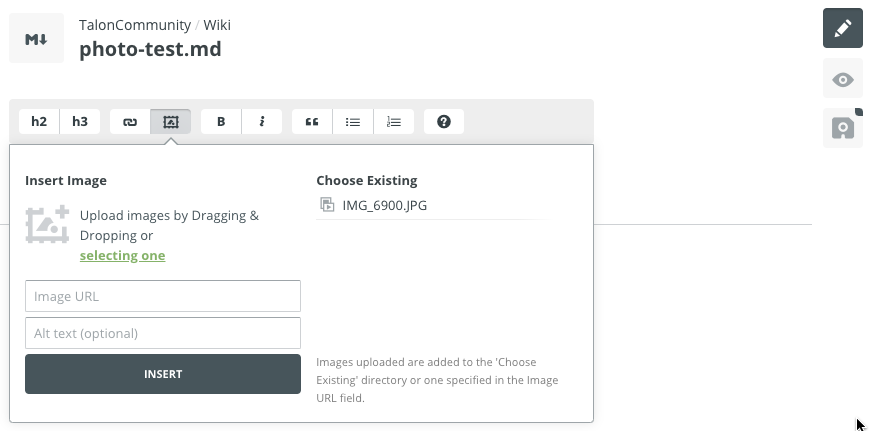 TalonCommunity / Wiki
photo-test.md
h2 h3 B i
Insert Image
Upload images by Dragging &
Dropping or
selecting one
Image URL
Alt text (optional)
INSERT
Choose Existing
IMG_6900.JPG
Images uploaded are added to the 'Choose
Existing' directory or one specified in the Image
URL field.